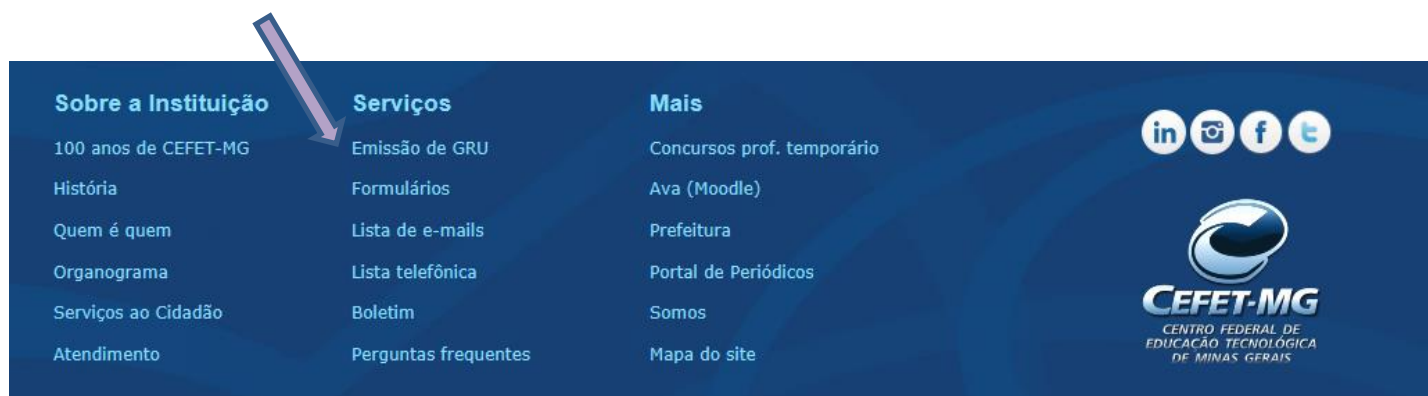 Sobre a Instituição
100 anos de CEFET-MG
História
Quem é quem
Organograma
Serviços ao Cidadão
Atendimento
Serviços
Emissão de GRU
Formulários
Lista de e-mails
Lista telefônica
Boletim
Perguntas frequentes
Mais
Concursos prof. temporário
Ava (Moodle)
Prefeitura
Portal de Periódicos
Somos
Mapa do site
in
f
t
CEFET-MG
CENTRO FEDERAL DE
EDUCAÇÃO TECNOLÓGICA
DE MINAS GERAIS